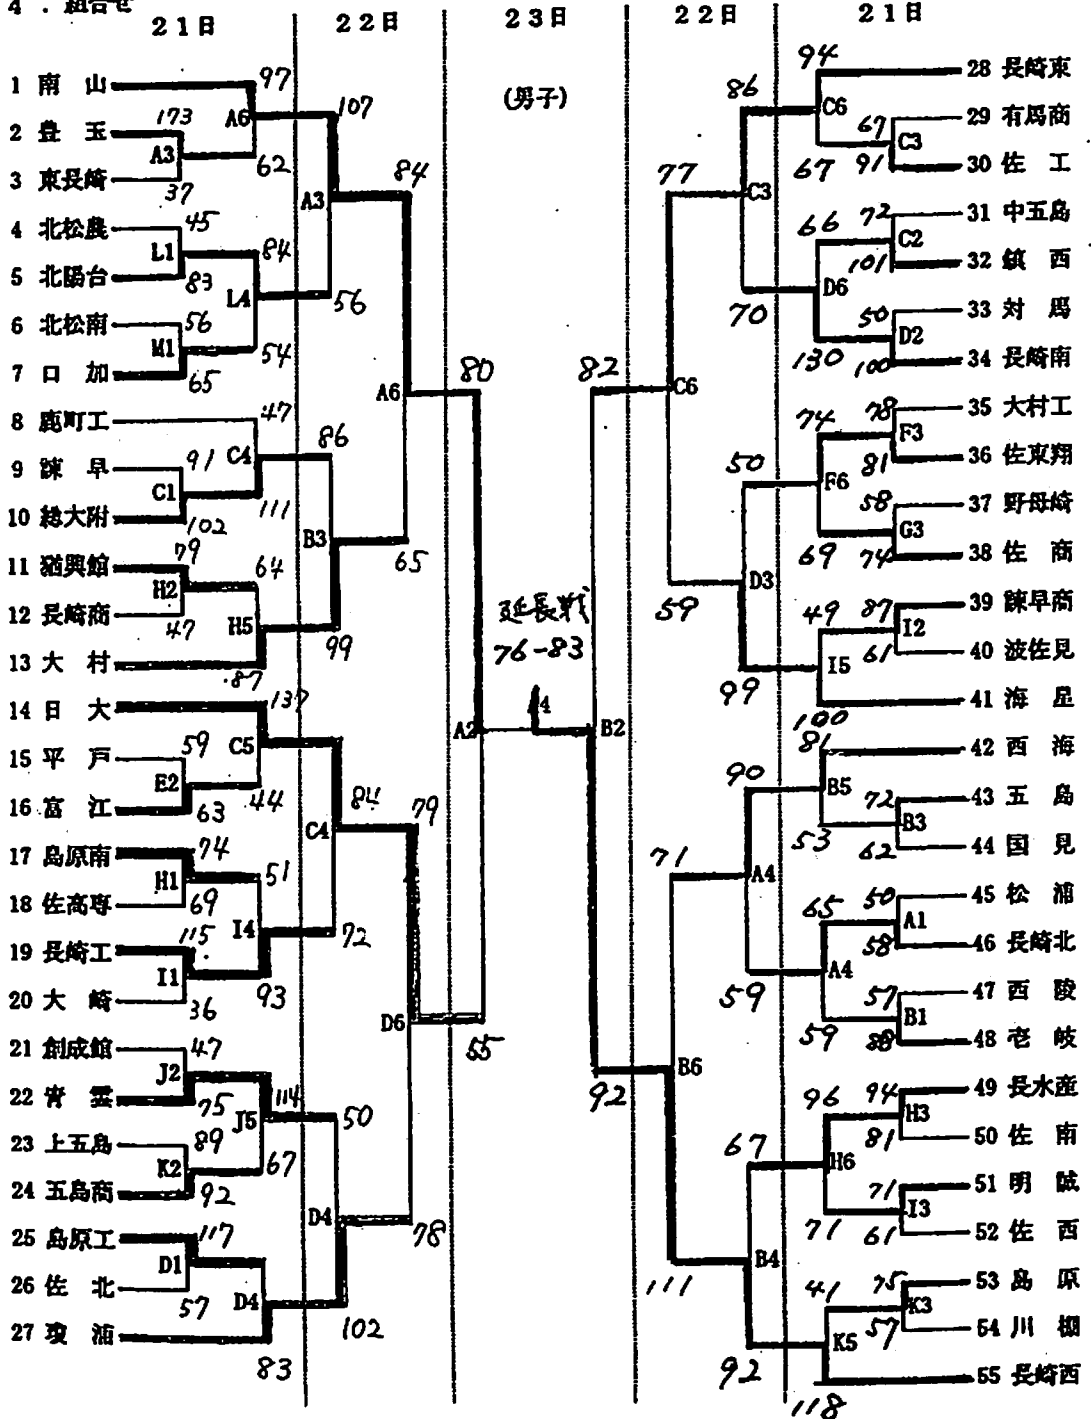 4 . 組合せ
21日
22日
23日
22日
21日
(男子)
1 南山
2 豊玉
3 東長崎
4 北松農
5 北陽台
6 北松南
7 口加
8 鹿町工
9 諫早
10 総大附
11 猶興館
12 長崎商
13 大村
14 日大
15 平戸
16 富江
17 島原南
18 佐高専
19 長崎工
20 大崎
21 創成館
22 青雲
23 上五島
24 五島商
25 島原工
26 佐北
27 瓊浦
173
A3
37
45
L1
83
56
M1
65
91
C1
102
79
H2
47
59
E2
63
74
H1
69
115
I1
36
47
J2
75
89
K2
92
117
D1
57
97
A6
62
84
L4
54
47
C4
111
64
H5
87
137
C5
44
51
I4
93
114
J5
67
D4
83
107
A3
56
86
B3
99
84
C4
72
50
D4
102
84
A6
65
79
D6
78
80
A2
55
延長戦
76-83
A4
82
B2
92
77
C6
59
71
B6
111
86
C3
70
50
D3
99
90
A4
59
67
B4
92
94
C6
67
66
D6
130
74
F6
69
49
I5
100
81
B5
53
65
A4
59
96
H6
71
41
K5
118
67
C3
91
72
C2
101
50
D2
100
78
F3
81
58
G3
74
87
I2
61
72
B3
62
50
A1
58
57
B1
88
94
H3
81
71
I3
61
75
K3
57
28 長崎東
29 有馬商
30 佐工
31 中五島
32 鎮西
33 対馬
34 長崎南
35 大村工
36 佐東翔
37 野母崎
38 佐商
39 諫早商
40 波佐見
41 海星
42 西海
43 五島
44 国見
45 松浦
46 長崎北
47 西陵
48 壱岐
49 長水産
50 佐南
51 明誠
52 佐西
53 島原
54 川棚
55 長崎西